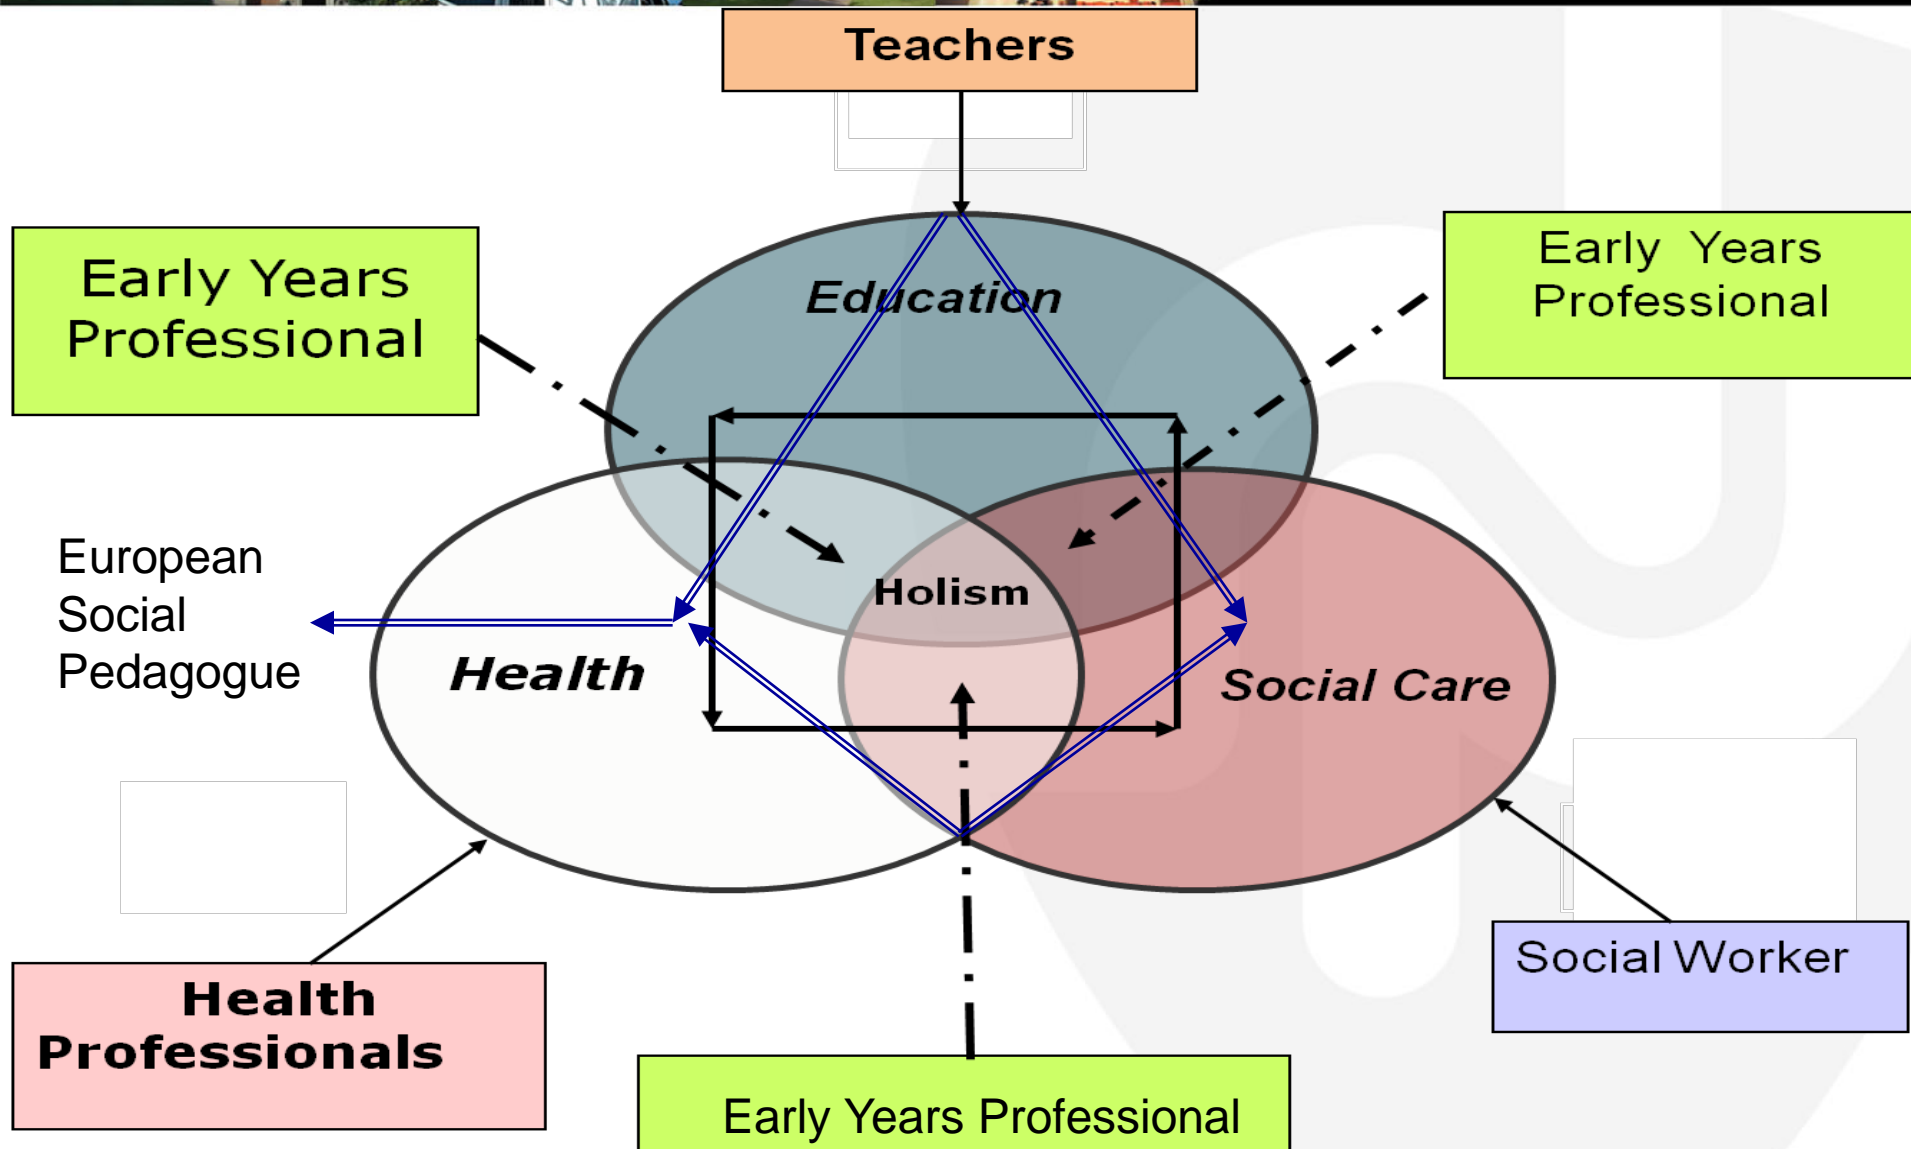 Teachers
Early Years
Professional
Early Years
Professional
Education
European
Social
Pedagogue
Holism
Health
Social Care
Health
Professionals
Social Worker
Early Years Professional